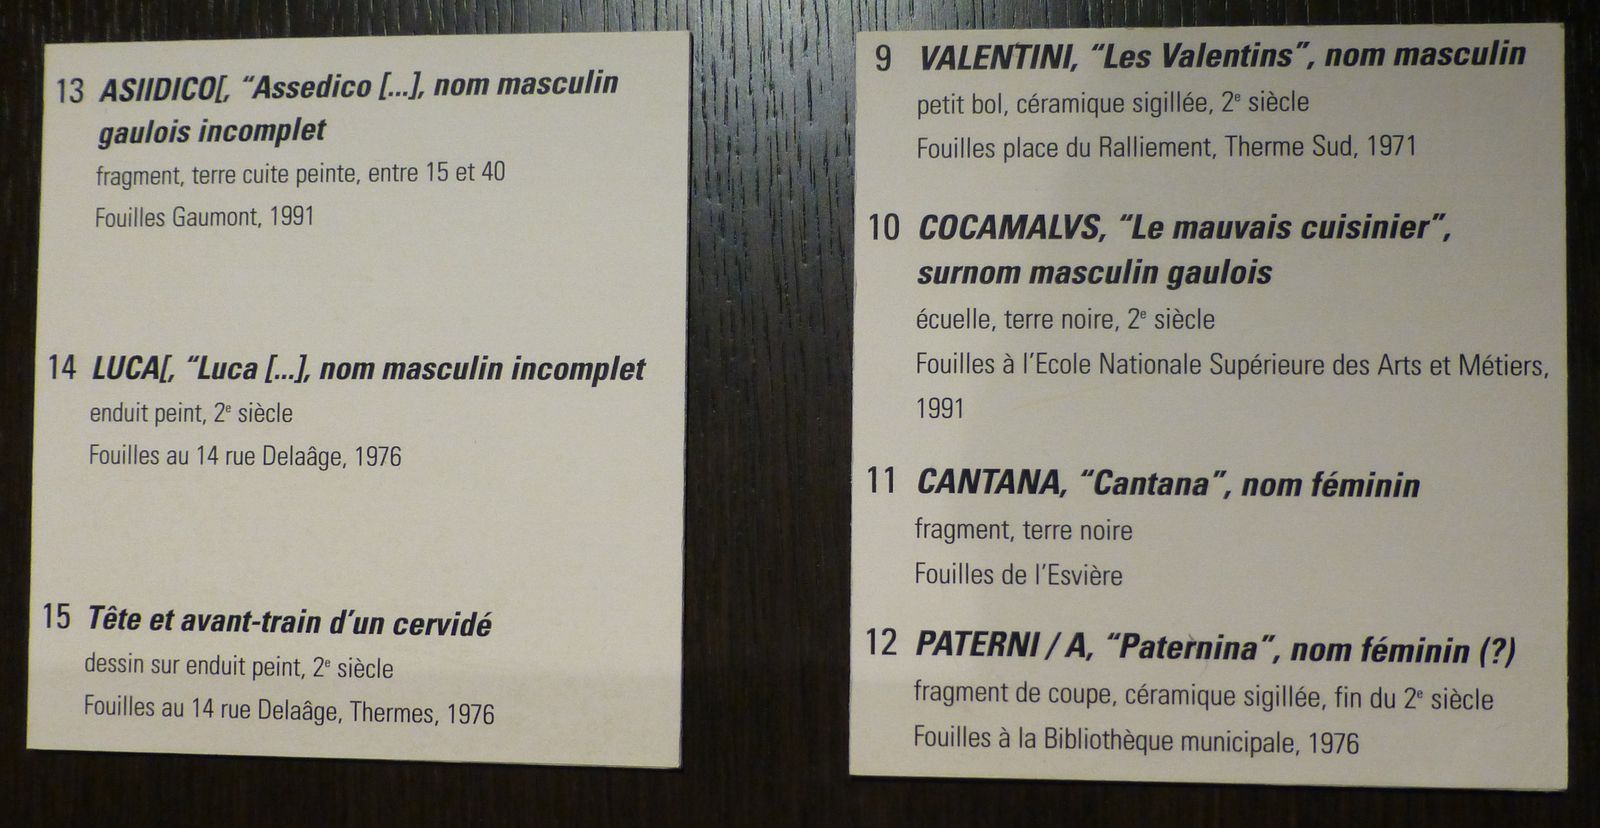 13 ASIIDICO[, “Assedico [...], nom masculin
gaulois incomplet
fragment, terre cuite peinte, entre 15 et 40
Fouilles Gaumont, 1991
14 LUCA[, “Luca [...], nom masculin incomplet
enduit peint, 2e siècle
Fouilles au 14 rue Delaâge, 1976
15 Tête et avant-train d’un cervidé
dessin sur enduit peint, 2e siècle
Fouilles au 14 rue Delaâge, Thermes, 1976
9 VALENTINI, “Les Valentins”, nom masculin
petit bol, céramique sigillée, 2e siècle
Fouilles place du Ralliement, Therme Sud, 1971
10 COCAMALVS, “Le mauvais cuisinier”,
surnom masculin gaulois
écuelle, terre noire, 2e siècle
Fouilles à l’Ecole Nationale Supérieure des Arts et Métiers,
1991
11 CANTANA, “Cantana”, nom féminin
fragment, terre noire
Fouilles de l’Esvière
12 PATERNI / A, “Paternina”, nom féminin (?)
fragment de coupe, céramique sigillée, fin du 2e siècle
Fouilles à la Bibliothèque municipale, 1976